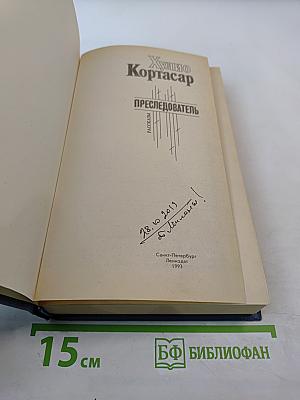 Хулио
Кортасар
ПРЕСЛЕДОВАТЕЛЬ
РАССКАЗЫ
28.10 2013
Санкт-Петербург
Лениздат
1993
15 см
БФ БИБЛИОФАН